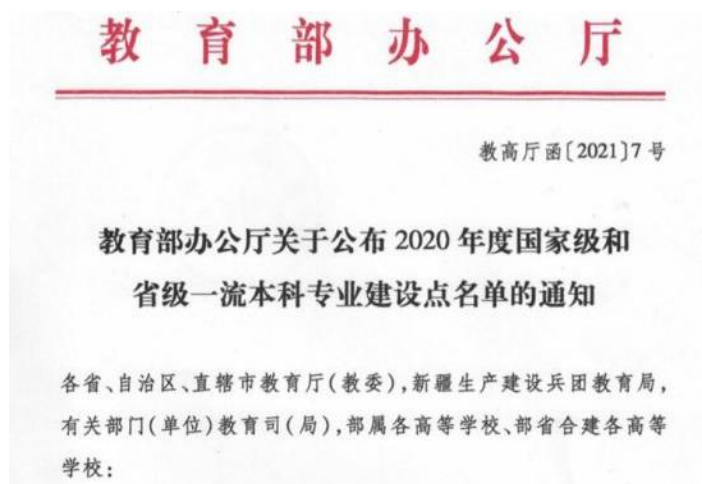 教育部办公厅
教高厅函〔2021〕7号
教育部办公厅关于公布 2020 年度国家级和
省级一流本科专业建设点名单的通知
各省、自治区、直辖市教育厅(教委),新疆生产建设兵团教育局,
有关部门(单位)教育司(局),部属各高等学校、部省合建各高等
学校: